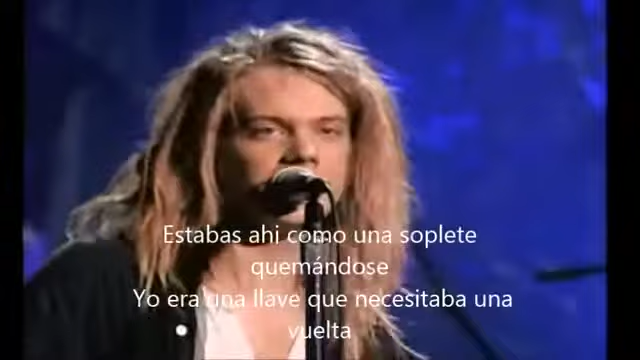 Estabas ahi como una soplete
quemándose
Yo era una llave que necesitaba una
vuelta